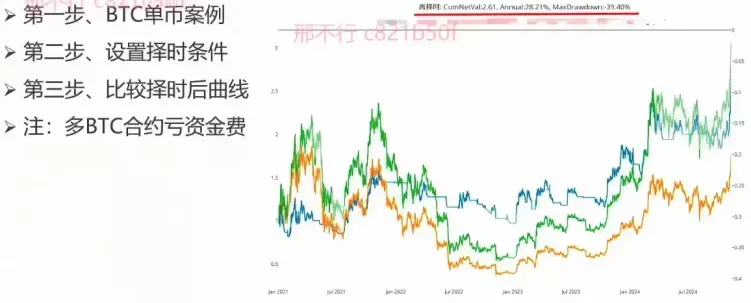 ➢ 第一步、BTC单币案例
➢ 第二步、设置择时条件
➢ 第三步、比较择时后曲线
➢ 注：多BTC合约亏资金费
邢不行 c821b50f
再择时: CumNetVal:2.61, Annual:28.21%, MaxDrawdown:-39.40%
邢不行 c821b50f
3
2.5
2
1.5
1
0.5
-0.05
-0.1
-0.15
-0.2
-0.25
-0.3
-0.35
-0.4
Jan 2021
Jul 2021
Jan 2022
Jul 2022
Jan 2023
Jul 2023
Jan 2024
Jul 2024